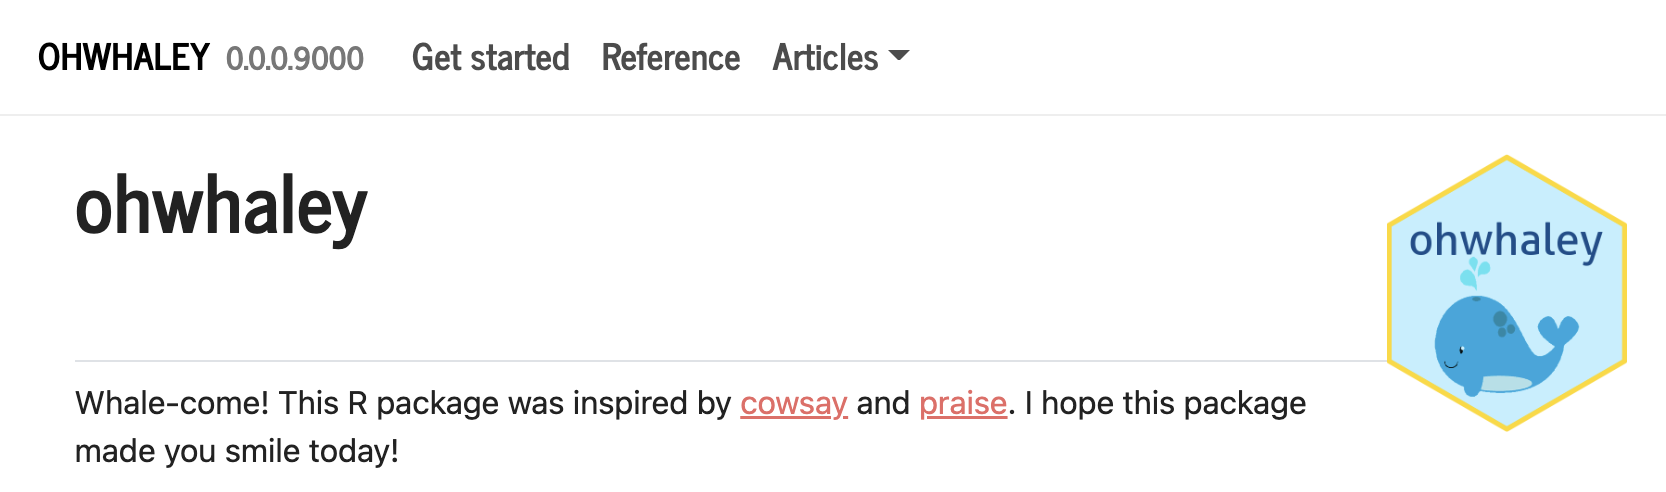 OHWHALEY 0.0.0.9000 Get started Reference Articles
ohwhaley
ohwhaley
Whale-come! This R package was inspired by cowsay and praise. I hope this package
made you smile today!